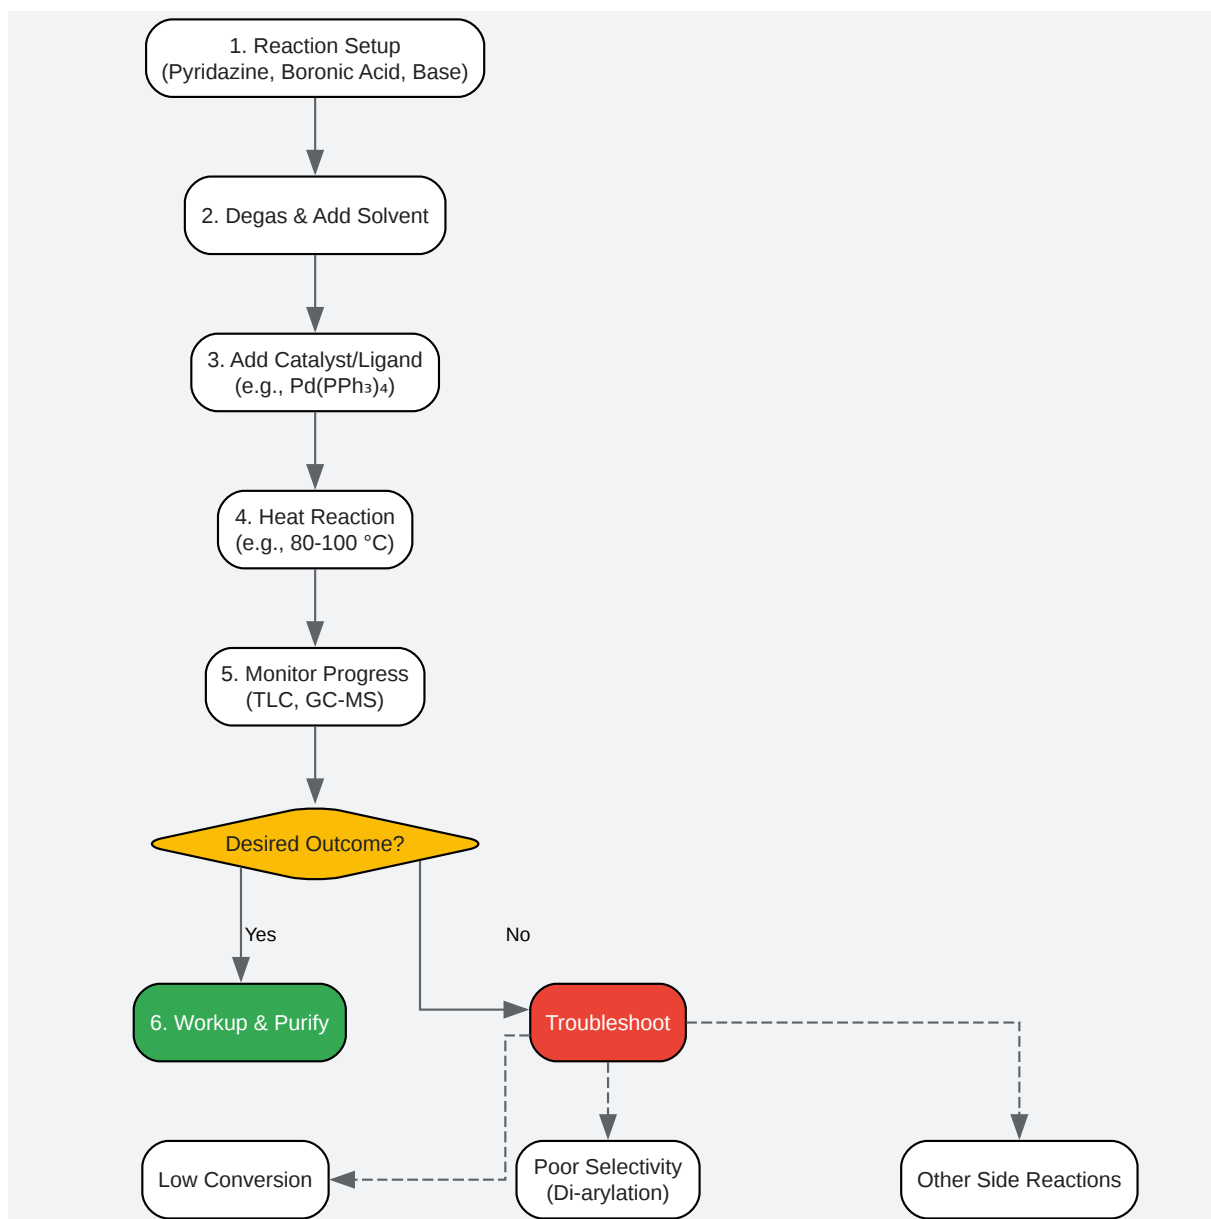 1. Reaction Setup
(Pyridazine, Boronic Acid, Base)
2. Degas & Add Solvent
3. Add Catalyst/Ligand
(e.g., Pd(PPh₃)₄)
4. Heat Reaction
(e.g., 80-100 °C)
5. Monitor Progress
(TLC, GC-MS)
Desired Outcome?
Yes
No
6. Workup & Purify
Troubleshoot
Low Conversion
Poor Selectivity
(Di-arylation)
Other Side Reactions